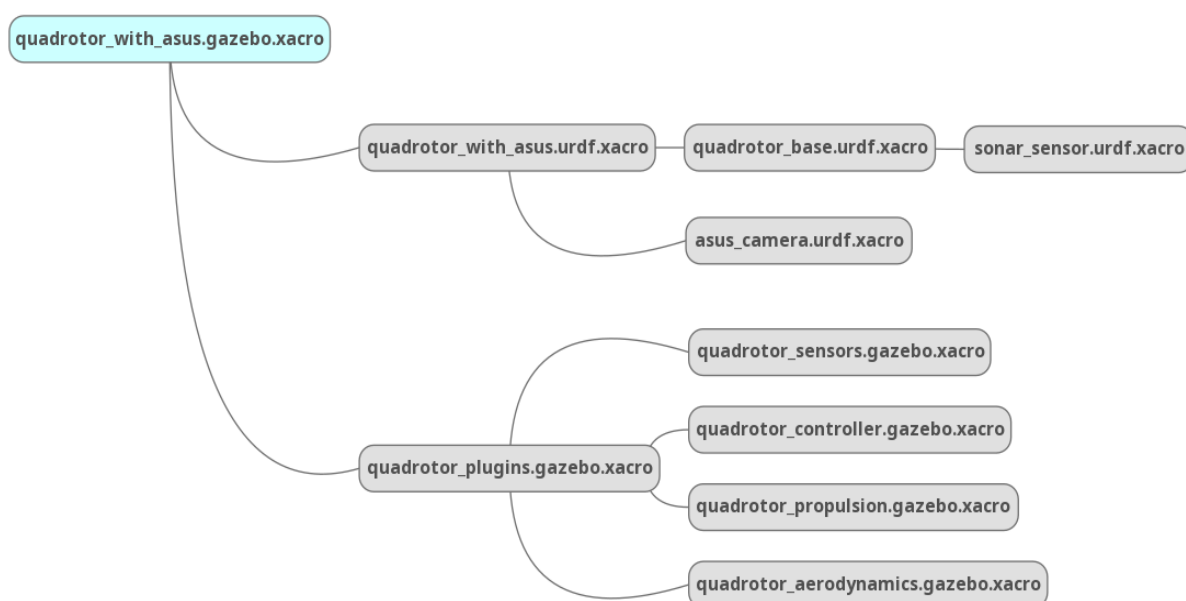 quadrotor_with_asus.gazebo.xacro
quadrotor_with_asus.urdf.xacro
quadrotor_base.urdf.xacro
sonar_sensor.urdf.xacro
asus_camera.urdf.xacro
quadrotor_sensors.gazebo.xacro
quadrotor_controller.gazebo.xacro
quadrotor_plugins.gazebo.xacro
quadrotor_propulsion.gazebo.xacro
quadrotor_aerodynamics.gazebo.xacro